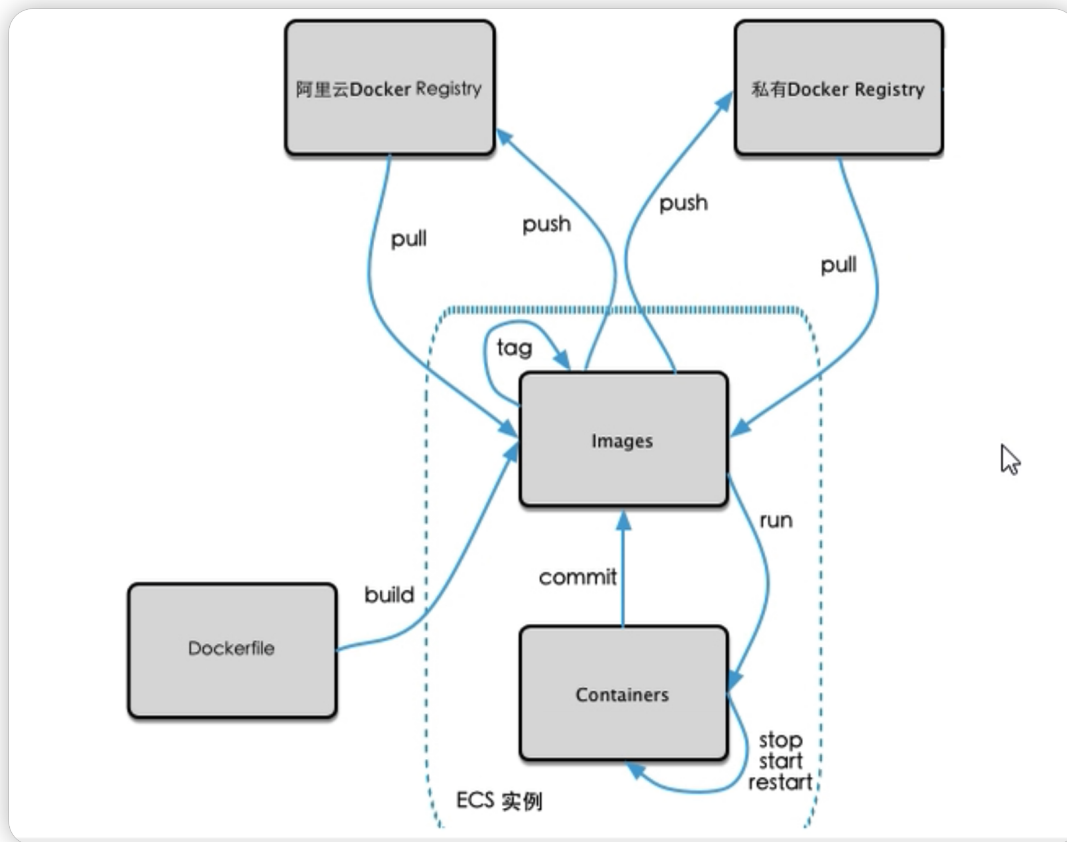 阿里云Docker Registry
私有Docker Registry
push
push
pull
pull
tag
Images
run
commit
build
Dockerfile
Containers
stop
start
restart
ECS 实例